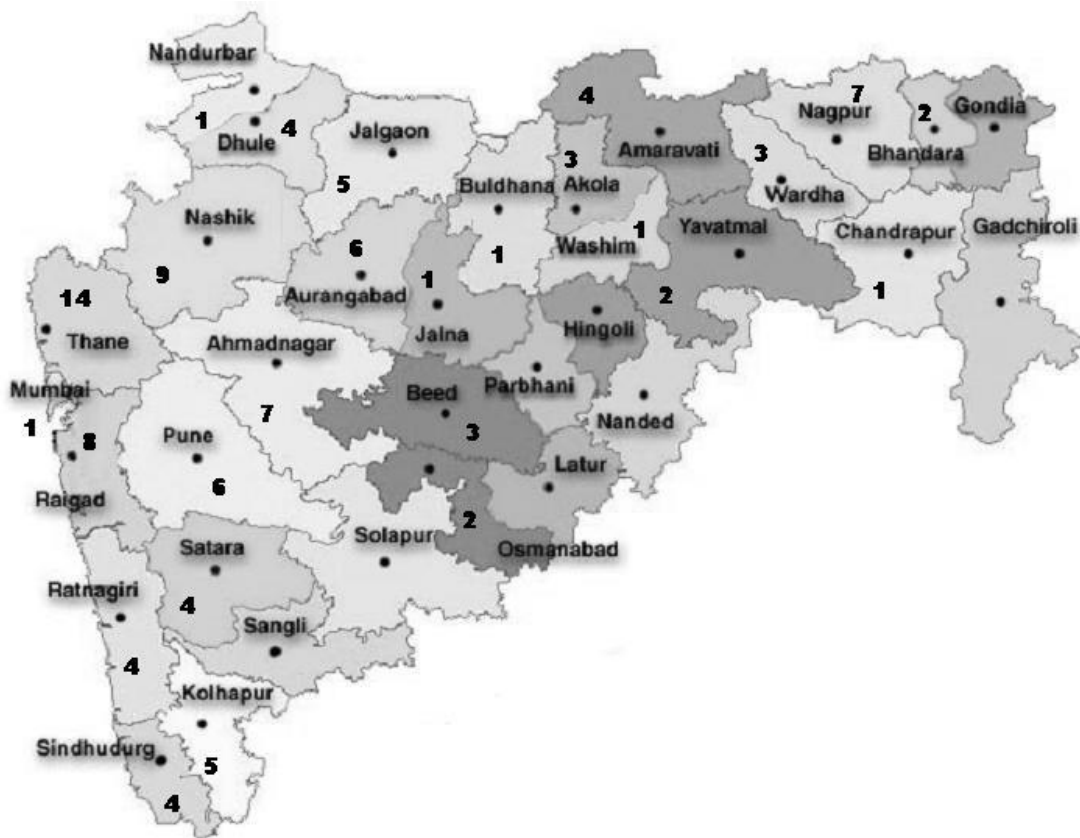 Nandurbar
1
Dhule
4
Jalgaon
5
4
Amaravati
7
Nagpur
2
Bhandara
Gondia
3
Akola
3
Wardha
Buldhana
1
Washim
1
Yavatmal
2
Chandrapur
1
Gadchiroli
Nashik
9
6
Aurangabad
1
Jalna
Hingoli
14
Thane
Ahmadnagar
7
Parbhani
Beed
3
Nanded
Mumbai
1
8
Raigad
Pune
6
Latur
2
Osmanabad
Solapur
Satara
4
Ratnagiri
4
Sangli
Kolhapur
5
Sindhudurg
4